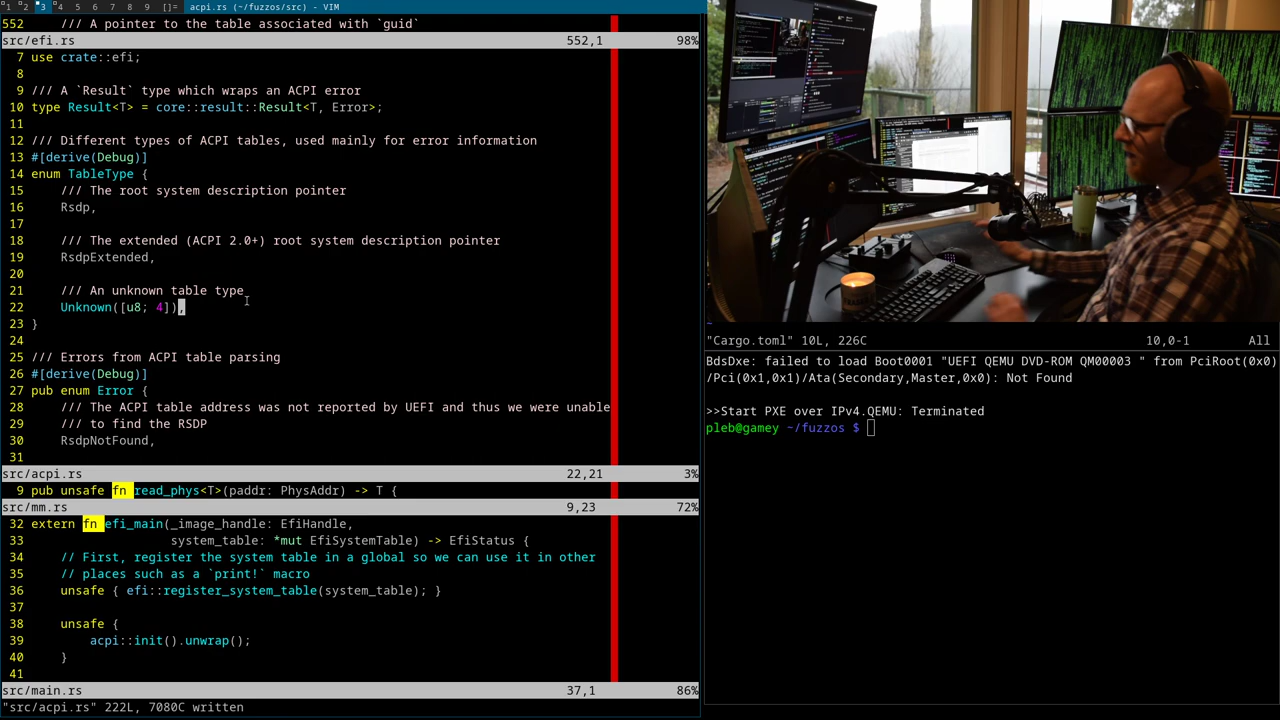 1 2 3 4 5 6 7 8 9 []= acpi.rs (~/fuzzos/src) - VIM
552     /// A pointer to the table associated with `guid`
src/efi.rs 552,1 98%
7 use crate::efi;
8
9 /// A `Result` type which wraps an ACPI error
10 type Result<T> = core::result::Result<T, Error>;
11
12 /// Different types of ACPI tables, used mainly for error information
13 #[derive(Debug)]
14 enum TableType {
15     /// The root system description pointer
16     Rsdp,
17
18     /// The extended (ACPI 2.0+) root system description pointer
19     RsdpExtended,
20
21     /// An unknown table type
22     Unknown([u8; 4]),
23 }
24
25 /// Errors from ACPI table parsing
26 #[derive(Debug)]
27 pub enum Error {
28     /// The ACPI table address was not reported by UEFI and thus we were unable
29     /// to find the RSDP
30     RsdpNotFound,
31
src/acpi.rs 22,21 3%
9 pub unsafe fn read_phys<T>(paddr: PhysAddr) -> T {
src/mm.rs 9,23 72%
32 extern fn efi_main(_image_handle: EfiHandle,
33                    system_table: *mut EfiSystemTable) -> EfiStatus {
34     // First, register the system table in a global so we can use it in other
35     // places such as a `print!` macro
36     unsafe { efi::register_system_table(system_table); }
37
38     unsafe {
39         acpi::init().unwrap();
40     }
41
src/main.rs 37,1 86%
"src/acpi.rs" 222L, 7080C written
~
"Cargo.toml" 10L, 226C 10,0-1 All
BdsDxe: failed to load Boot0001 "UEFI QEMU DVD-ROM QM00003 " from PciRoot(0x0)
/Pci(0x1,0x1)/Ata(Secondary,Master,0x0): Not Found
>>Start PXE over IPv4.QEMU: Terminated
pleb@gamey ~/fuzzos $